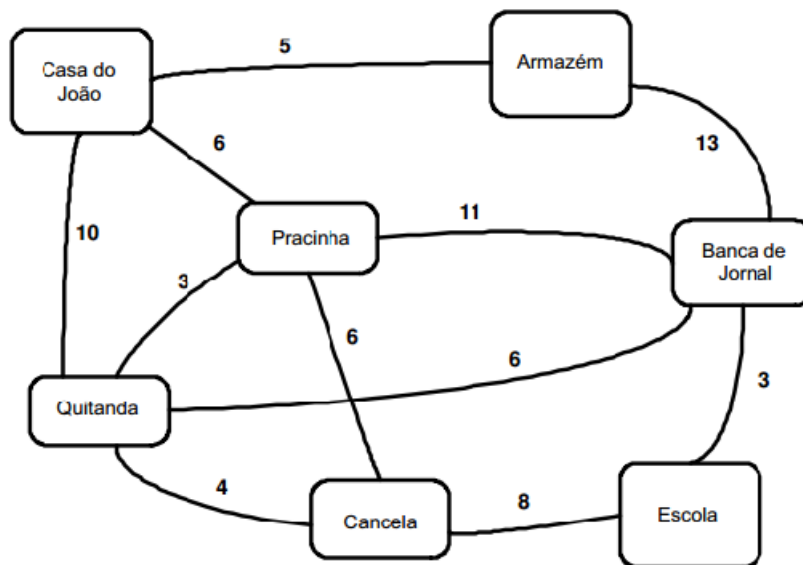 5
Casa do
João
Armazém
6
13
10
Pracinha
11
Banca de
Jornal
3
6
6
3
Quitanda
4
Cancela
8
Escola